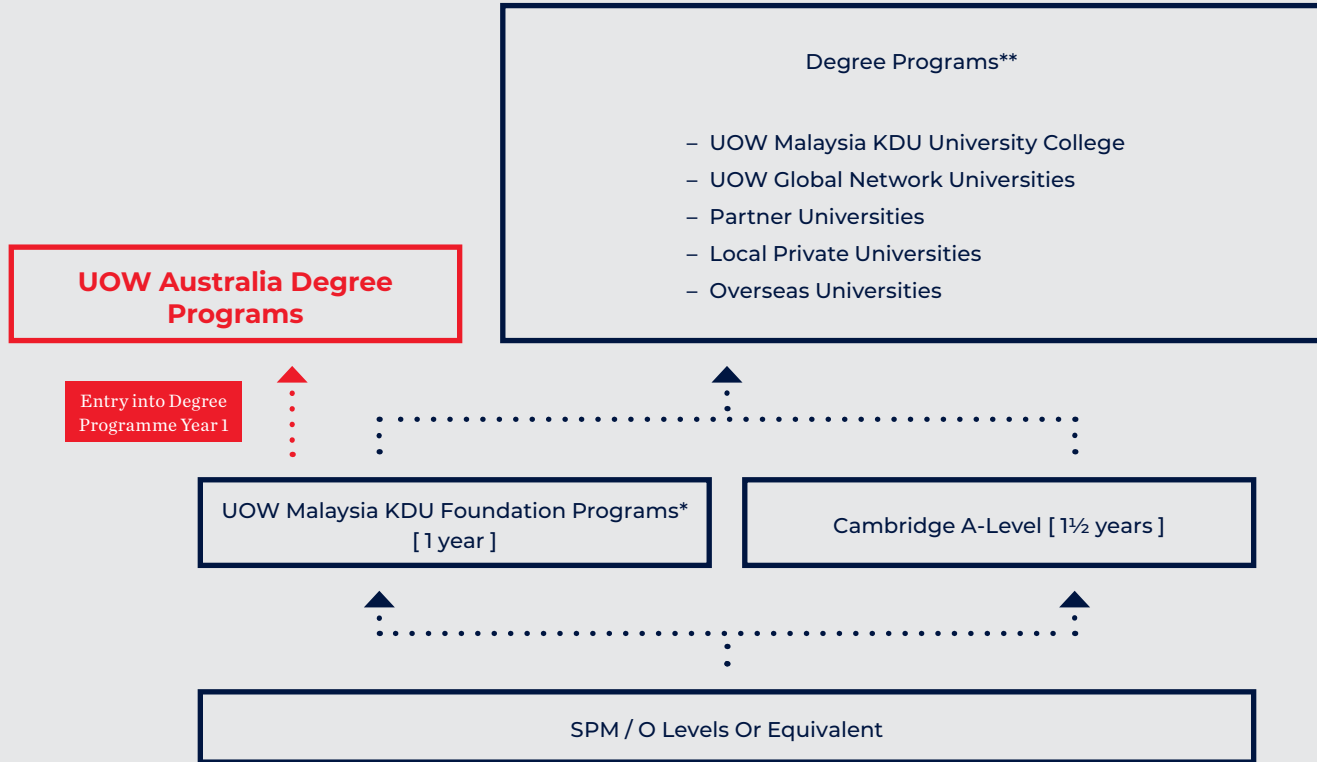 Degree Programs**
– UOW Malaysia KDU University College
– UOW Global Network Universities
– Partner Universities
– Local Private Universities
– Overseas Universities
UOW Australia Degree
Programs
Entry into Degree
Programme Year 1
UOW Malaysia KDU Foundation Programs*
[ 1 year ]
Cambridge A-Level [ 1½ years ]
SPM / O Levels Or Equivalent